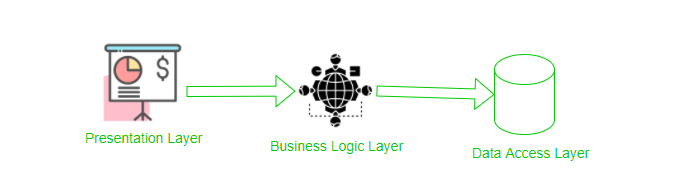 Presentation Layer
Business Logic Layer
Data Access Layer